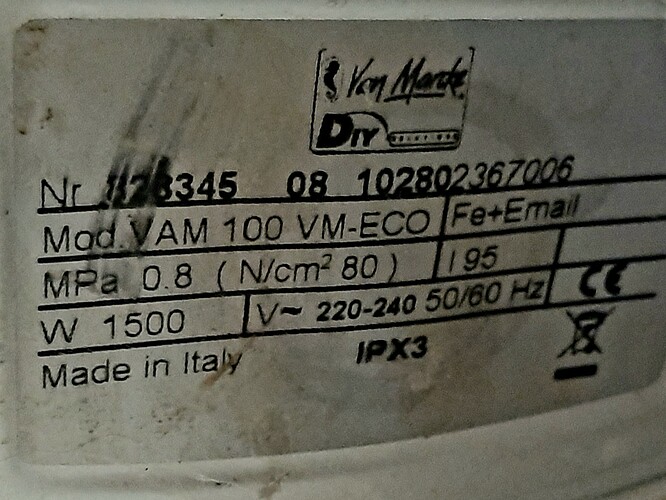 Van Marcke
DIY
Nr 1123345 08 102802367006
Mod. VAM 100 VM-ECO Fe+Email
MPa 0.8 ( N/cm² 80 ) l 95
W 1500 V~ 220-240 50/60 Hz CE
Made in Italy IPX3